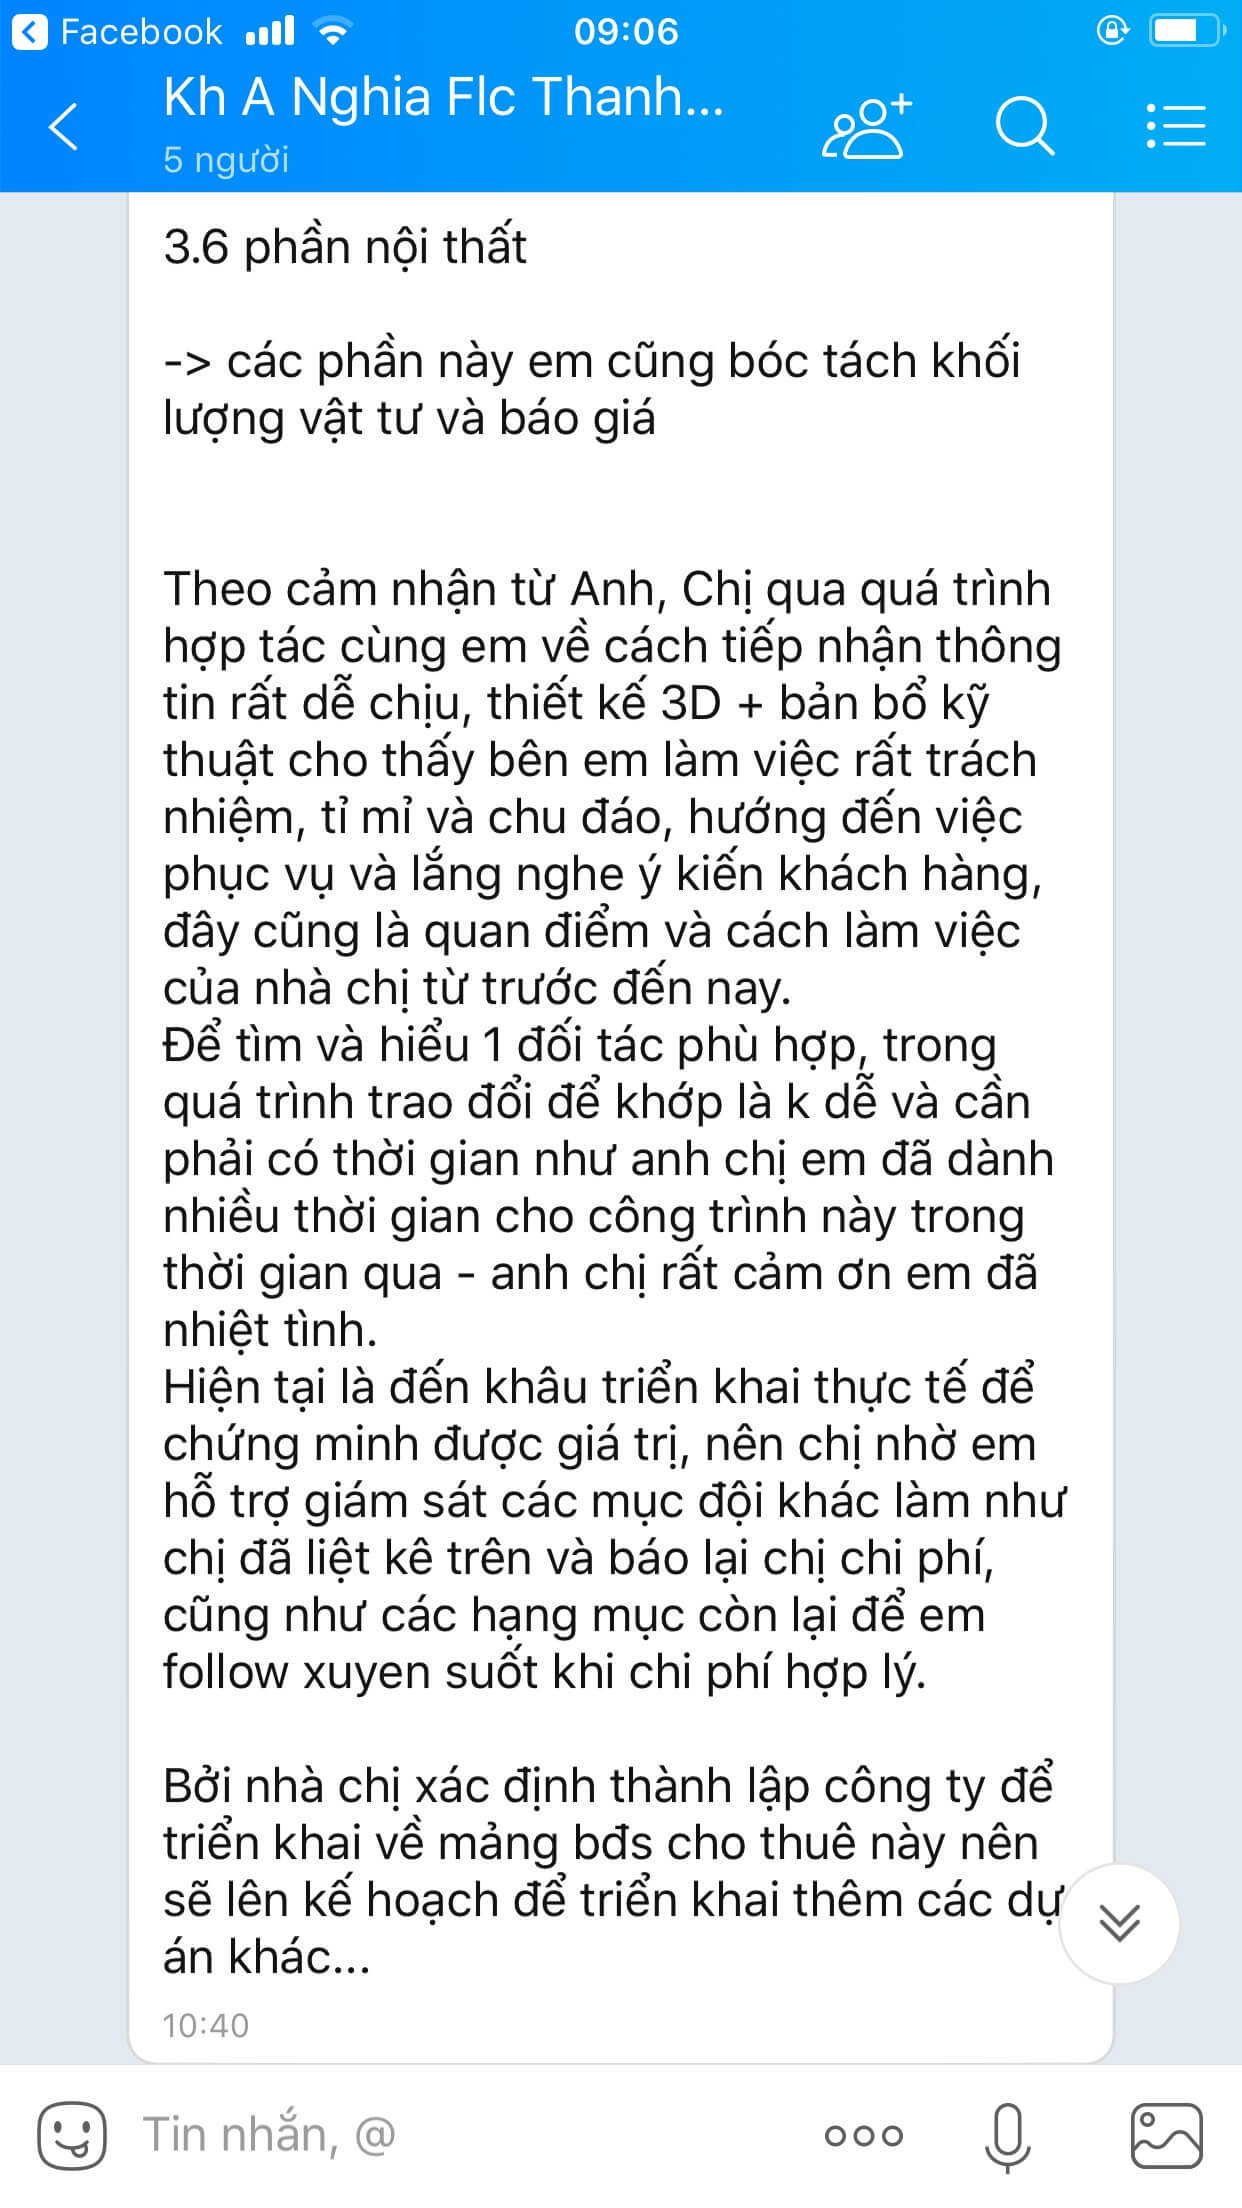 Facebook
09:06
Kh A Nghia Flc Thanh...
5 người
3.6 phần nội thất
-> các phần này em cũng bóc tách khối
lượng vật tư và báo giá
Theo cảm nhận từ Anh, Chị qua quá trình
hợp tác cùng em về cách tiếp nhận thông
tin rất dễ chịu, thiết kế 3D + bản bổ kỹ
thuật cho thấy bên em làm việc rất trách
nhiệm, tỉ mỉ và chu đáo, hướng đến việc
phục vụ và lắng nghe ý kiến khách hàng,
đây cũng là quan điểm và cách làm việc
của nhà chị từ trước đến nay.
Để tìm và hiểu 1 đối tác phù hợp, trong
quá trình trao đổi để khớp là k dễ và cần
phải có thời gian như anh chị em đã dành
nhiều thời gian cho công trình này trong
thời gian qua - anh chị rất cảm ơn em đã
nhiệt tình.
Hiện tại là đến khâu triển khai thực tế để
chứng minh được giá trị, nên chị nhờ em
hỗ trợ giám sát các mục đội khác làm như
chị đã liệt kê trên và báo lại chị chi phí,
cũng như các hạng mục còn lại để em
follow xuyen suốt khi chi phí hợp lý.
Bởi nhà chị xác định thành lập công ty để
triển khai về mảng bđs cho thuê này nên
sẽ lên kế hoạch để triển khai thêm các dự
án khác...
10:40
Tin nhắn, @